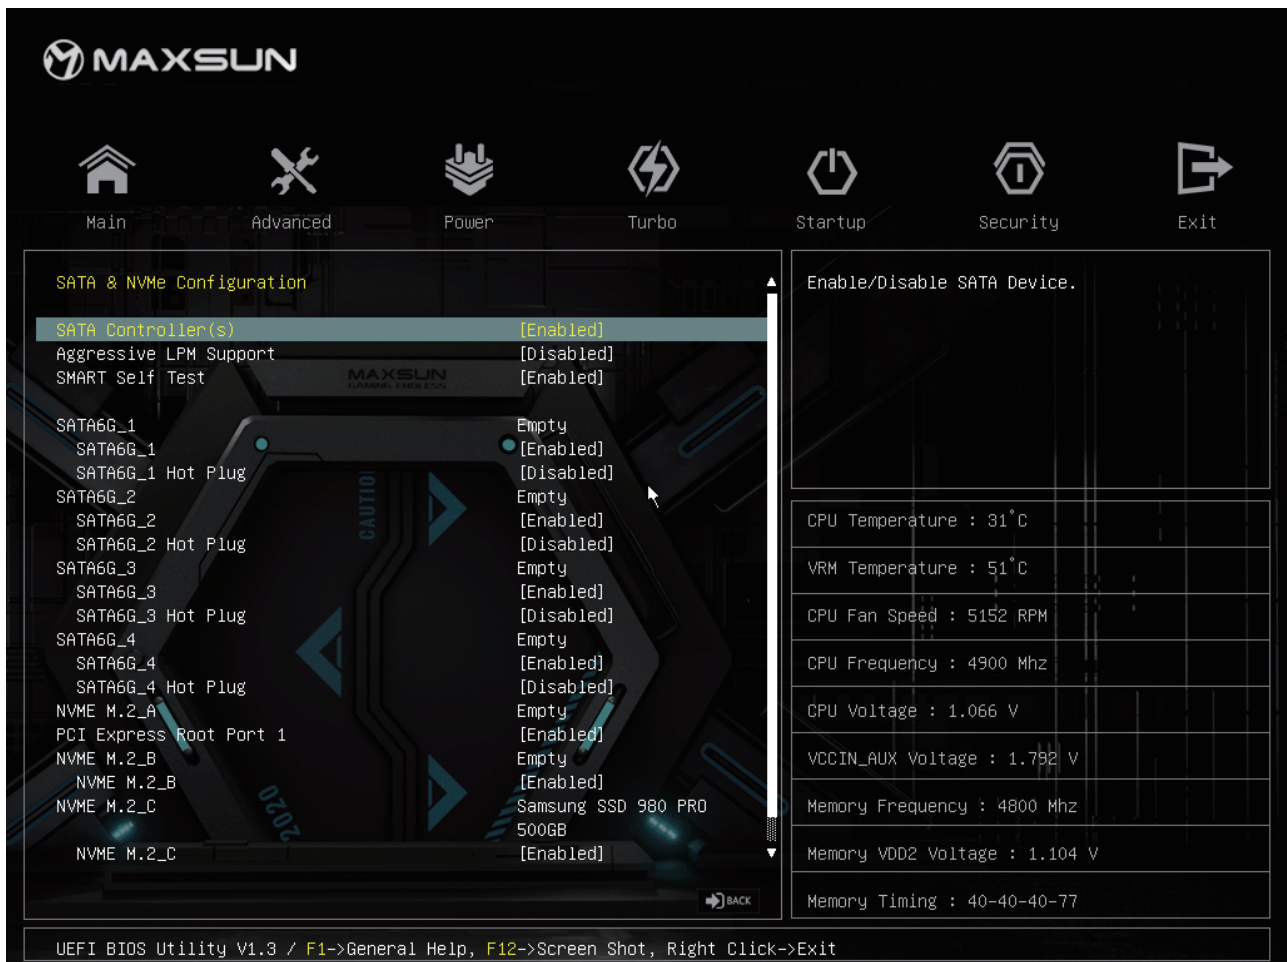 MAXSUN
Main Advanced Power Turbo Startup Security Exit
SATA & NVMe Configuration
SATA Controller(s) [Enabled]
Aggressive LPM Support [Disabled]
SMART Self Test [Enabled]
MAXSUN
GAMING ENDLESS
SATA6G_1 Empty
SATA6G_1 [Enabled]
SATA6G_1 Hot Plug [Disabled]
SATA6G_2 Empty
SATA6G_2 [Enabled]
SATA6G_2 Hot Plug [Disabled]
SATA6G_3 Empty
SATA6G_3 [Enabled]
SATA6G_3 Hot Plug [Disabled]
SATA6G_4 Empty
SATA6G_4 [Enabled]
SATA6G_4 Hot Plug [Disabled]
NVME M.2_A Empty
PCI Express Root Port 1 [Enabled]
NVME M.2_B Empty
NVME M.2_B [Enabled]
NVME M.2_C Samsung SSD 980 PRO
500GB
NVME M.2_C [Enabled]
CAUTION
2020
BACK
Enable/Disable SATA Device.
CPU Temperature : 31°C
VRM Temperature : 51°C
CPU Fan Speed : 5152 RPM
CPU Frequency : 4900 Mhz
CPU Voltage : 1.066 V
VCCIN_AUX Voltage : 1.792 V
Memory Frequency : 4800 Mhz
Memory VDD2 Voltage : 1.104 V
Memory Timing : 40-40-40-77
UEFI BIOS Utility V1.3 / F1->General Help, F12->Screen Shot, Right Click->Exit